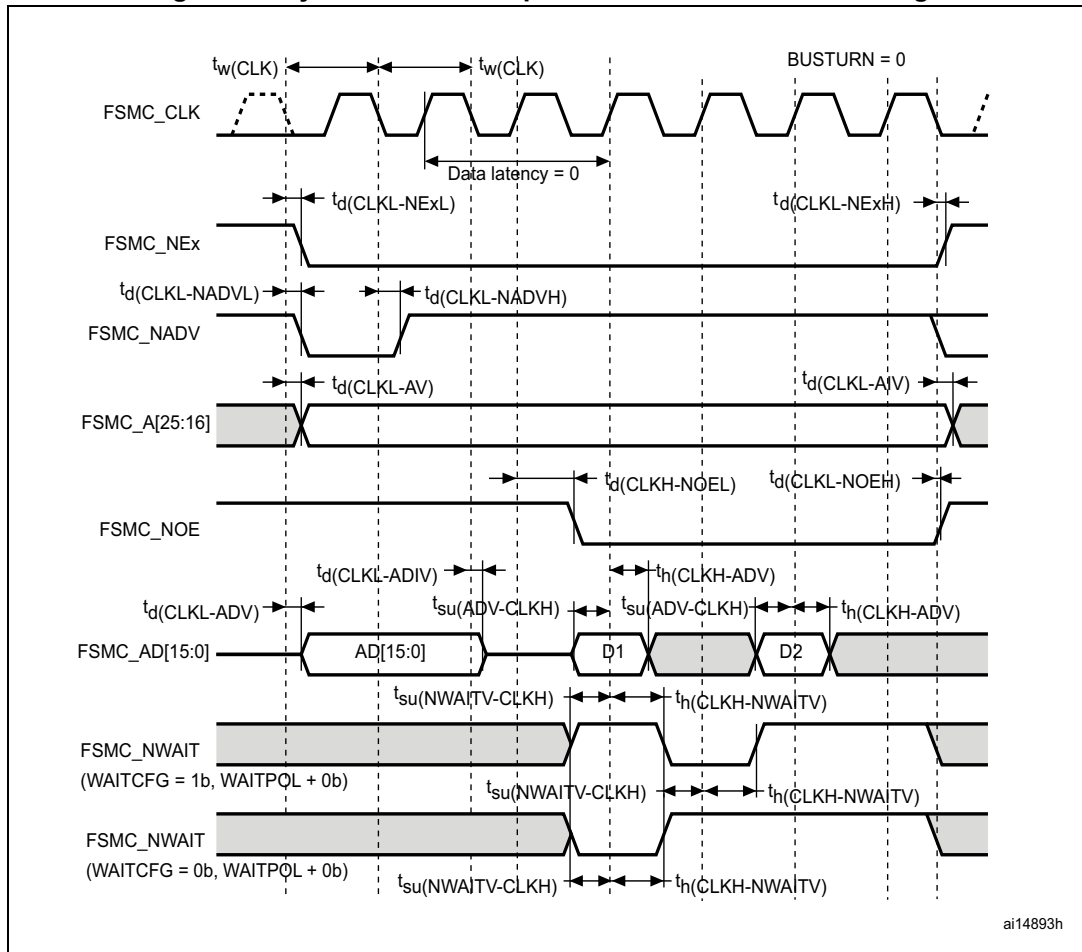 tw(CLK) tw(CLK) BUSTURN = 0
FSMC_CLK
Data latency = 0
td(CLKL-NExL) td(CLKL-NExH)
FSMC_NEx
td(CLKL-NADVL) td(CLKL-NADVH)
FSMC_NADV
td(CLKL-AV) td(CLKL-AIV)
FSMC_A[25:16]
td(CLKH-NOEL) td(CLKL-NOEH)
FSMC_NOE
td(CLKL-ADIV) th(CLKH-ADV)
td(CLKL-ADV) tsu(ADV-CLKH) tsu(ADV-CLKH) th(CLKH-ADV)
FSMC_AD[15:0] AD[15:0] D1 D2
tsu(NWAITV-CLKH) th(CLKH-NWAITV)
FSMC_NWAIT
(WAITCFG = 1b, WAITPOL + 0b)
tsu(NWAITV-CLKH) th(CLKH-NWAITV)
FSMC_NWAIT
(WAITCFG = 0b, WAITPOL + 0b)
tsu(NWAITV-CLKH) th(CLKH-NWAITV)
ai14893h